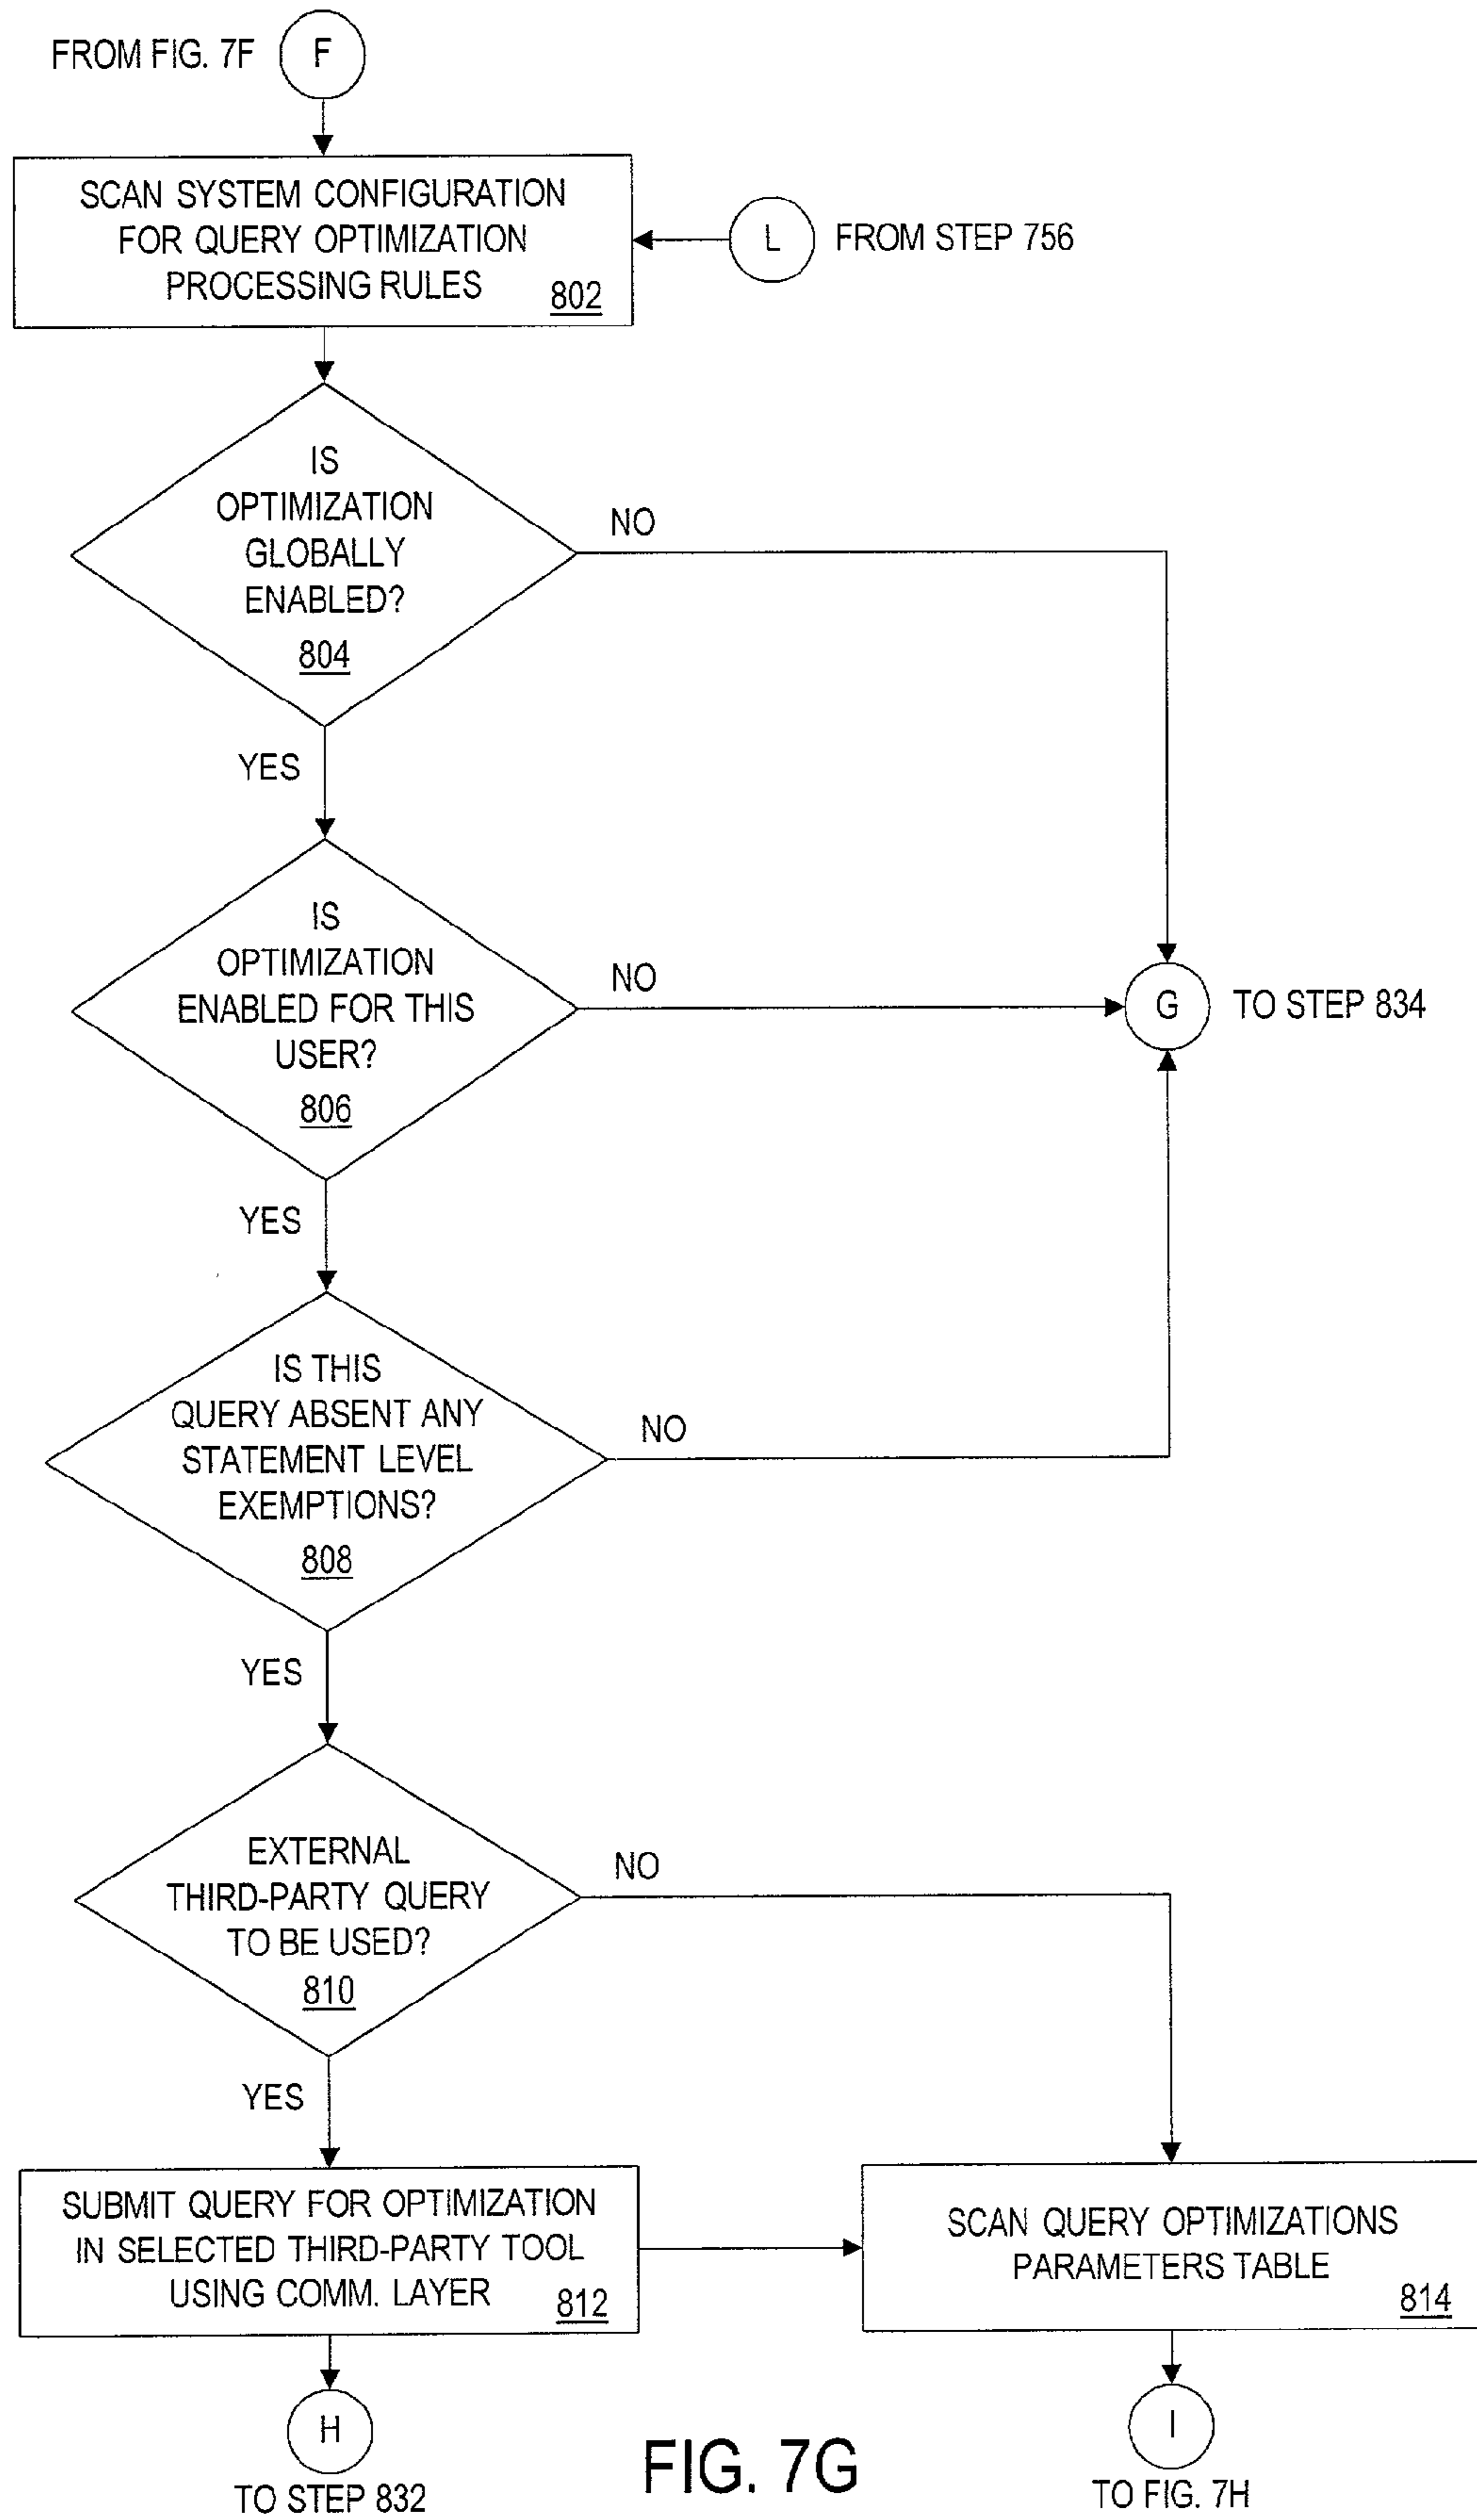 FROM FIG. 7F
F
SCAN SYSTEM CONFIGURATION
FOR QUERY OPTIMIZATION
PROCESSING RULES
802
L
FROM STEP 756
IS
OPTIMIZATION
GLOBALLY
ENABLED?
804
NO
YES
IS
OPTIMIZATION
ENABLED FOR THIS
USER?
806
NO
G
TO STEP 834
YES
IS THIS
QUERY ABSENT ANY
STATEMENT LEVEL
EXEMPTIONS?
808
NO
YES
EXTERNAL
THIRD-PARTY QUERY
TO BE USED?
810
NO
YES
SUBMIT QUERY FOR OPTIMIZATION
IN SELECTED THIRD-PARTY TOOL
USING COMM. LAYER
812
SCAN QUERY OPTIMIZATIONS
PARAMETERS TABLE
814
H
TO STEP 832
I
TO FIG. 7H
FIG. 7G